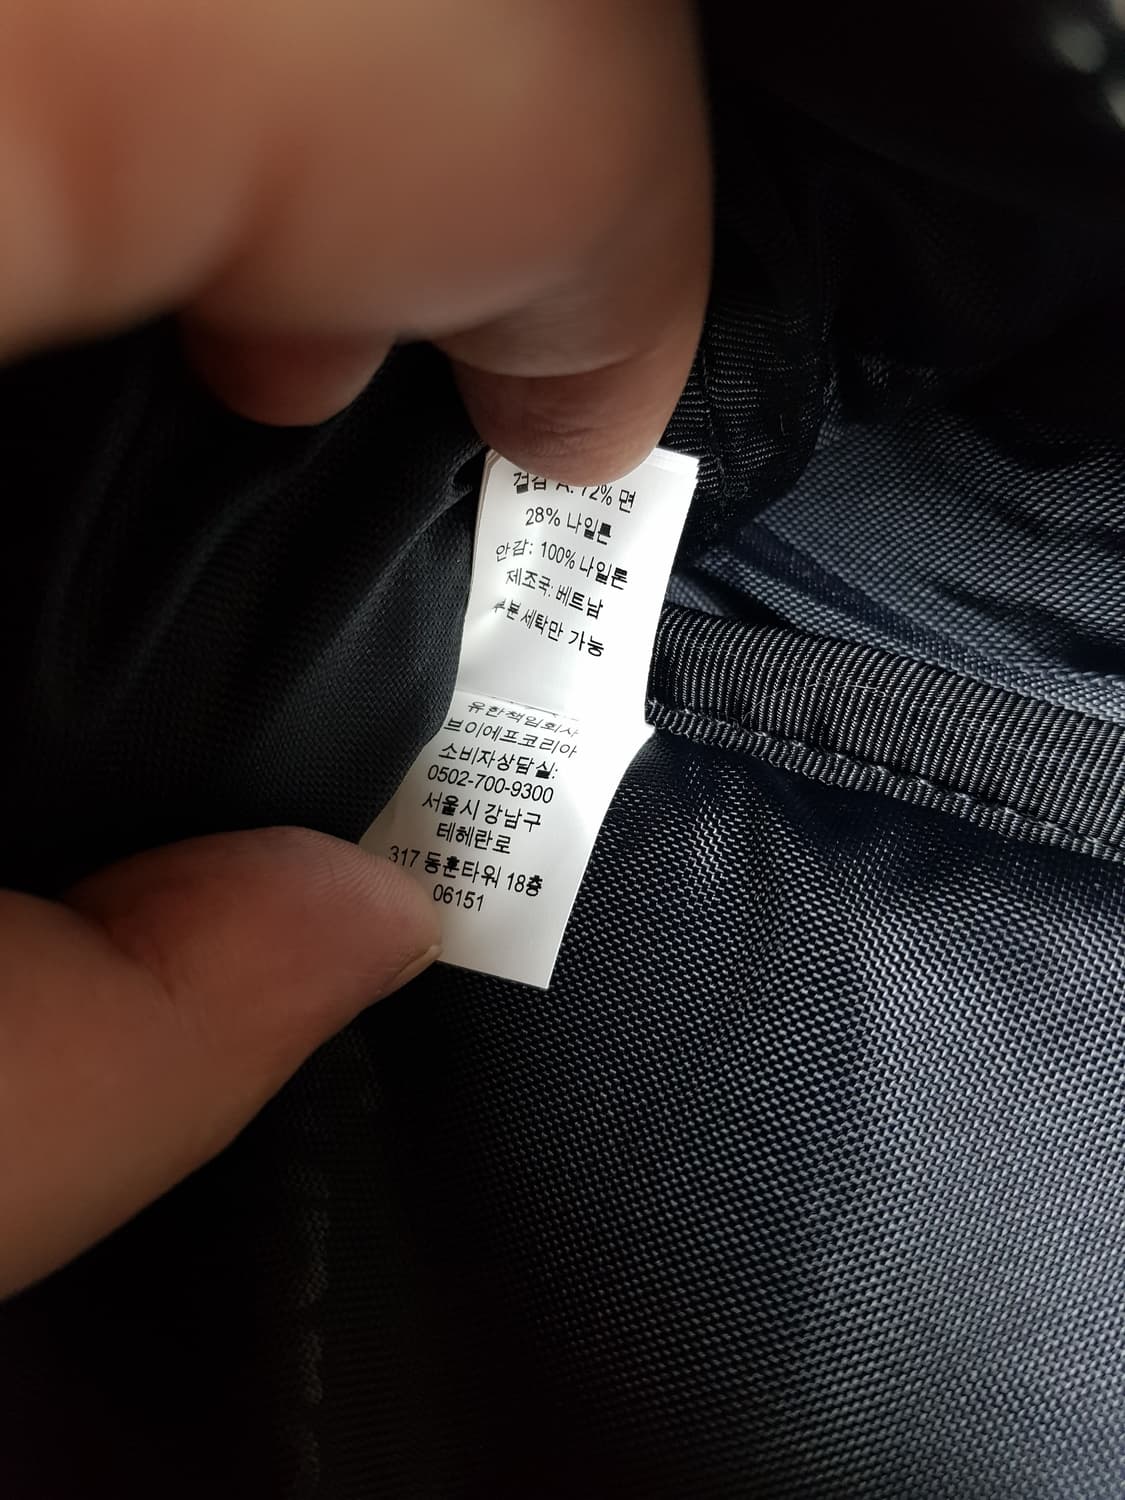 겉감 A: 72% 면
28% 나일론
안감: 100% 나일론
제조국: 베트남
부분 세탁만 가능
유한책임회사
브이에프코리아
소비자상담실:
0502-700-9300
서울시 강남구
테헤란로
317 동훈타워 18층
06151